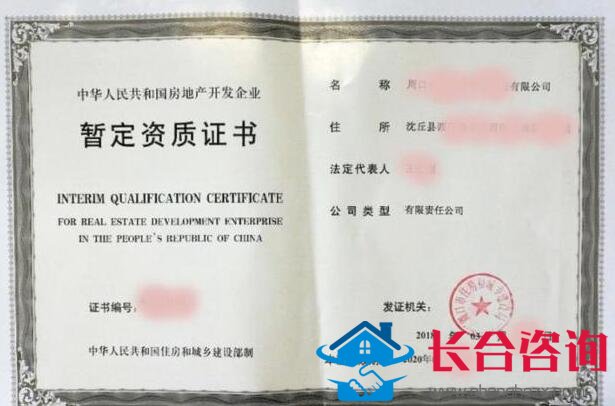 中华人民共和国房地产开发企业
暂定资质证书
INTERIM QUALIFICATION CERTIFICATE
FOR REAL ESTATE DEVELOPMENT ENTERPRISE
IN THE PEOPLE'S REPUBLIC OF CHINA
证书编号:
中华人民共和国住房和城乡建设部制
名 称 周口 有限公司
住 所 沈丘县
法定代表人
公司类型 有限责任公司
发证机关:
2018 年 03
2020
长合咨询